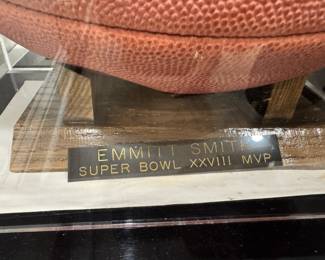 EMMITT SMITH
SUPER BOWL XXVIII MVP